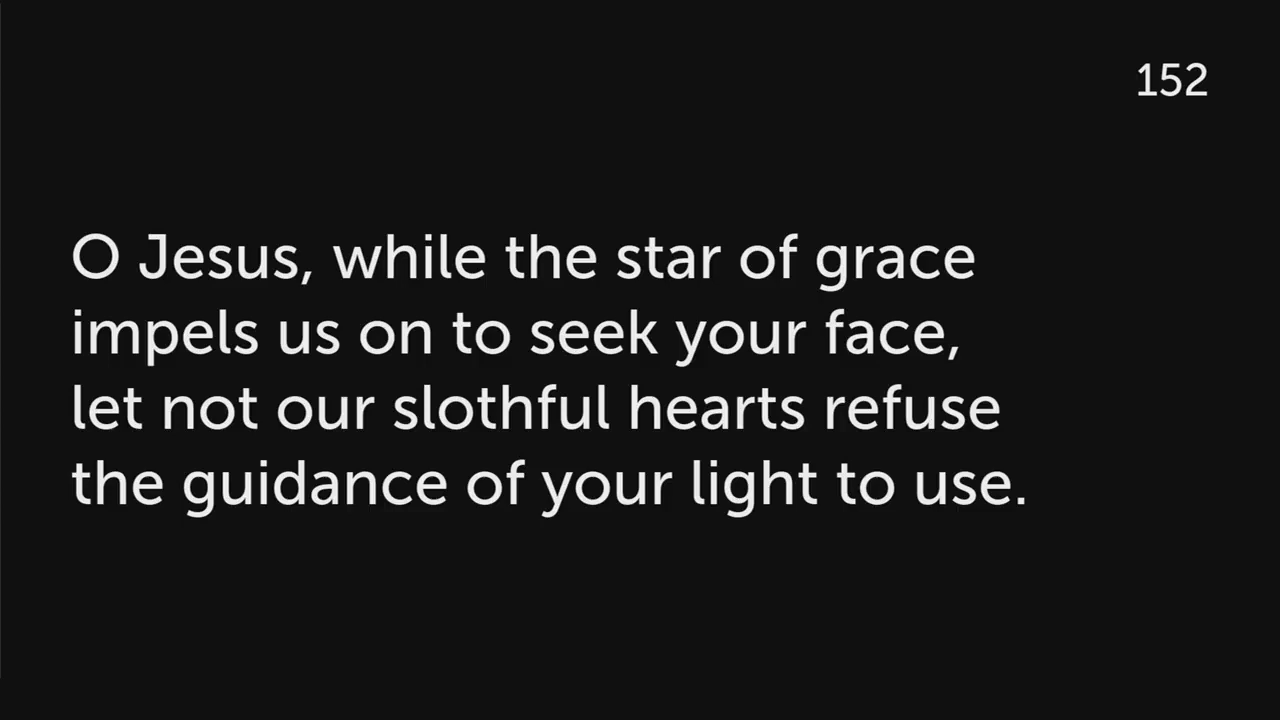 152
O Jesus, while the star of grace
impels us on to seek your face,
let not our slothful hearts refuse
the guidance of your light to use.